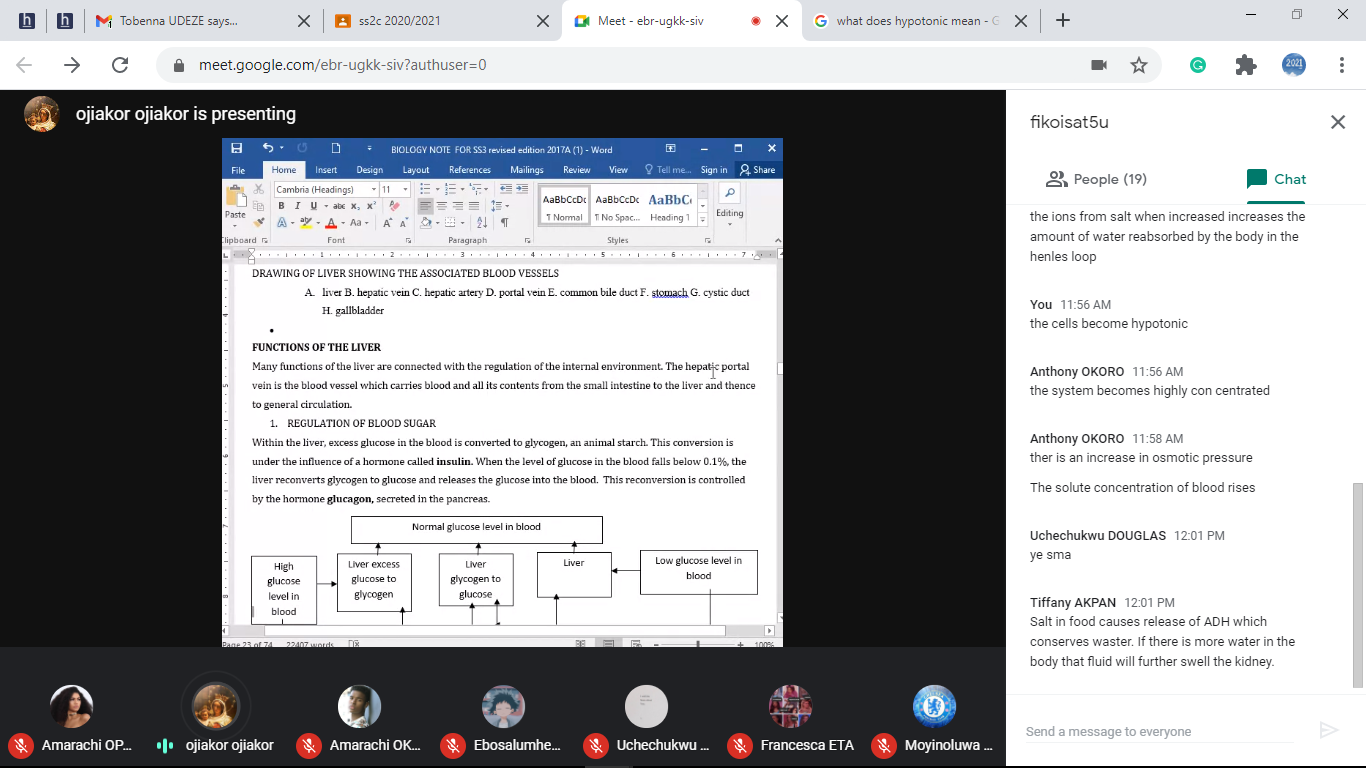 Tobenna UDEZE says...
ss2c 2020/2021
Meet - ebr-ugkk-siv
what does hypotonic mean - G
meet.google.com/ebr-ugkk-siv?authuser=0
2021
ojiakor ojiakor is presenting
BIOLOGY NOTE FOR SS3 revised edition 2017A (1) - Word
File Home Insert Design Layout References Mailings Review View Tell me... Sign in Share
Cambria (Headings) 11
Paste
AaBbCcDc AaBbCcDc AaBbCc
¶ Normal ¶ No Spac... Heading 1
Editing
Clipboard Font Paragraph Styles
DRAWING OF LIVER SHOWING THE ASSOCIATED BLOOD VESSELS
A. liver B. hepatic vein C. hepatic artery D. portal vein E. common bile duct F. stomach G. cystic duct
H. gallbladder
FUNCTIONS OF THE LIVER
Many functions of the liver are connected with the regulation of the internal environment. The hepatic portal
vein is the blood vessel which carries blood and all its contents from the small intestine to the liver and thence
to general circulation.
1. REGULATION OF BLOOD SUGAR
Within the liver, excess glucose in the blood is converted to glycogen, an animal starch. This conversion is
under the influence of a hormone called insulin. When the level of glucose in the blood falls below 0.1%, the
liver reconverts glycogen to glucose and releases the glucose into the blood. This reconversion is controlled
by the hormone glucagon, secreted in the pancreas.
Normal glucose level in blood
High
glucose
level in
blood
Liver excess
glucose to
glycogen
Liver
glycogen to
glucose
Liver
Low glucose level in
blood
Page 23 of 74 22407 words 100%
Amarachi OP...
ojiakor ojiakor
Amarachi OK...
Ebosalumhe...
Uchechukwu ...
Francesca ETA
Moyinoluwa ...
fikoisat5u
People (19)
Chat
the ions from salt when increased increases the
amount of water reabsorbed by the body in the
henles loop
You 11:56 AM
the cells become hypotonic
Anthony OKORO 11:56 AM
the system becomes highly con centrated
Anthony OKORO 11:58 AM
ther is an increase in osmotic pressure
The solute concentration of blood rises
Uchechukwu DOUGLAS 12:01 PM
ye sma
Tiffany AKPAN 12:01 PM
Salt in food causes release of ADH which
conserves waster. If there is more water in the
body that fluid will further swell the kidney.
Send a message to everyone